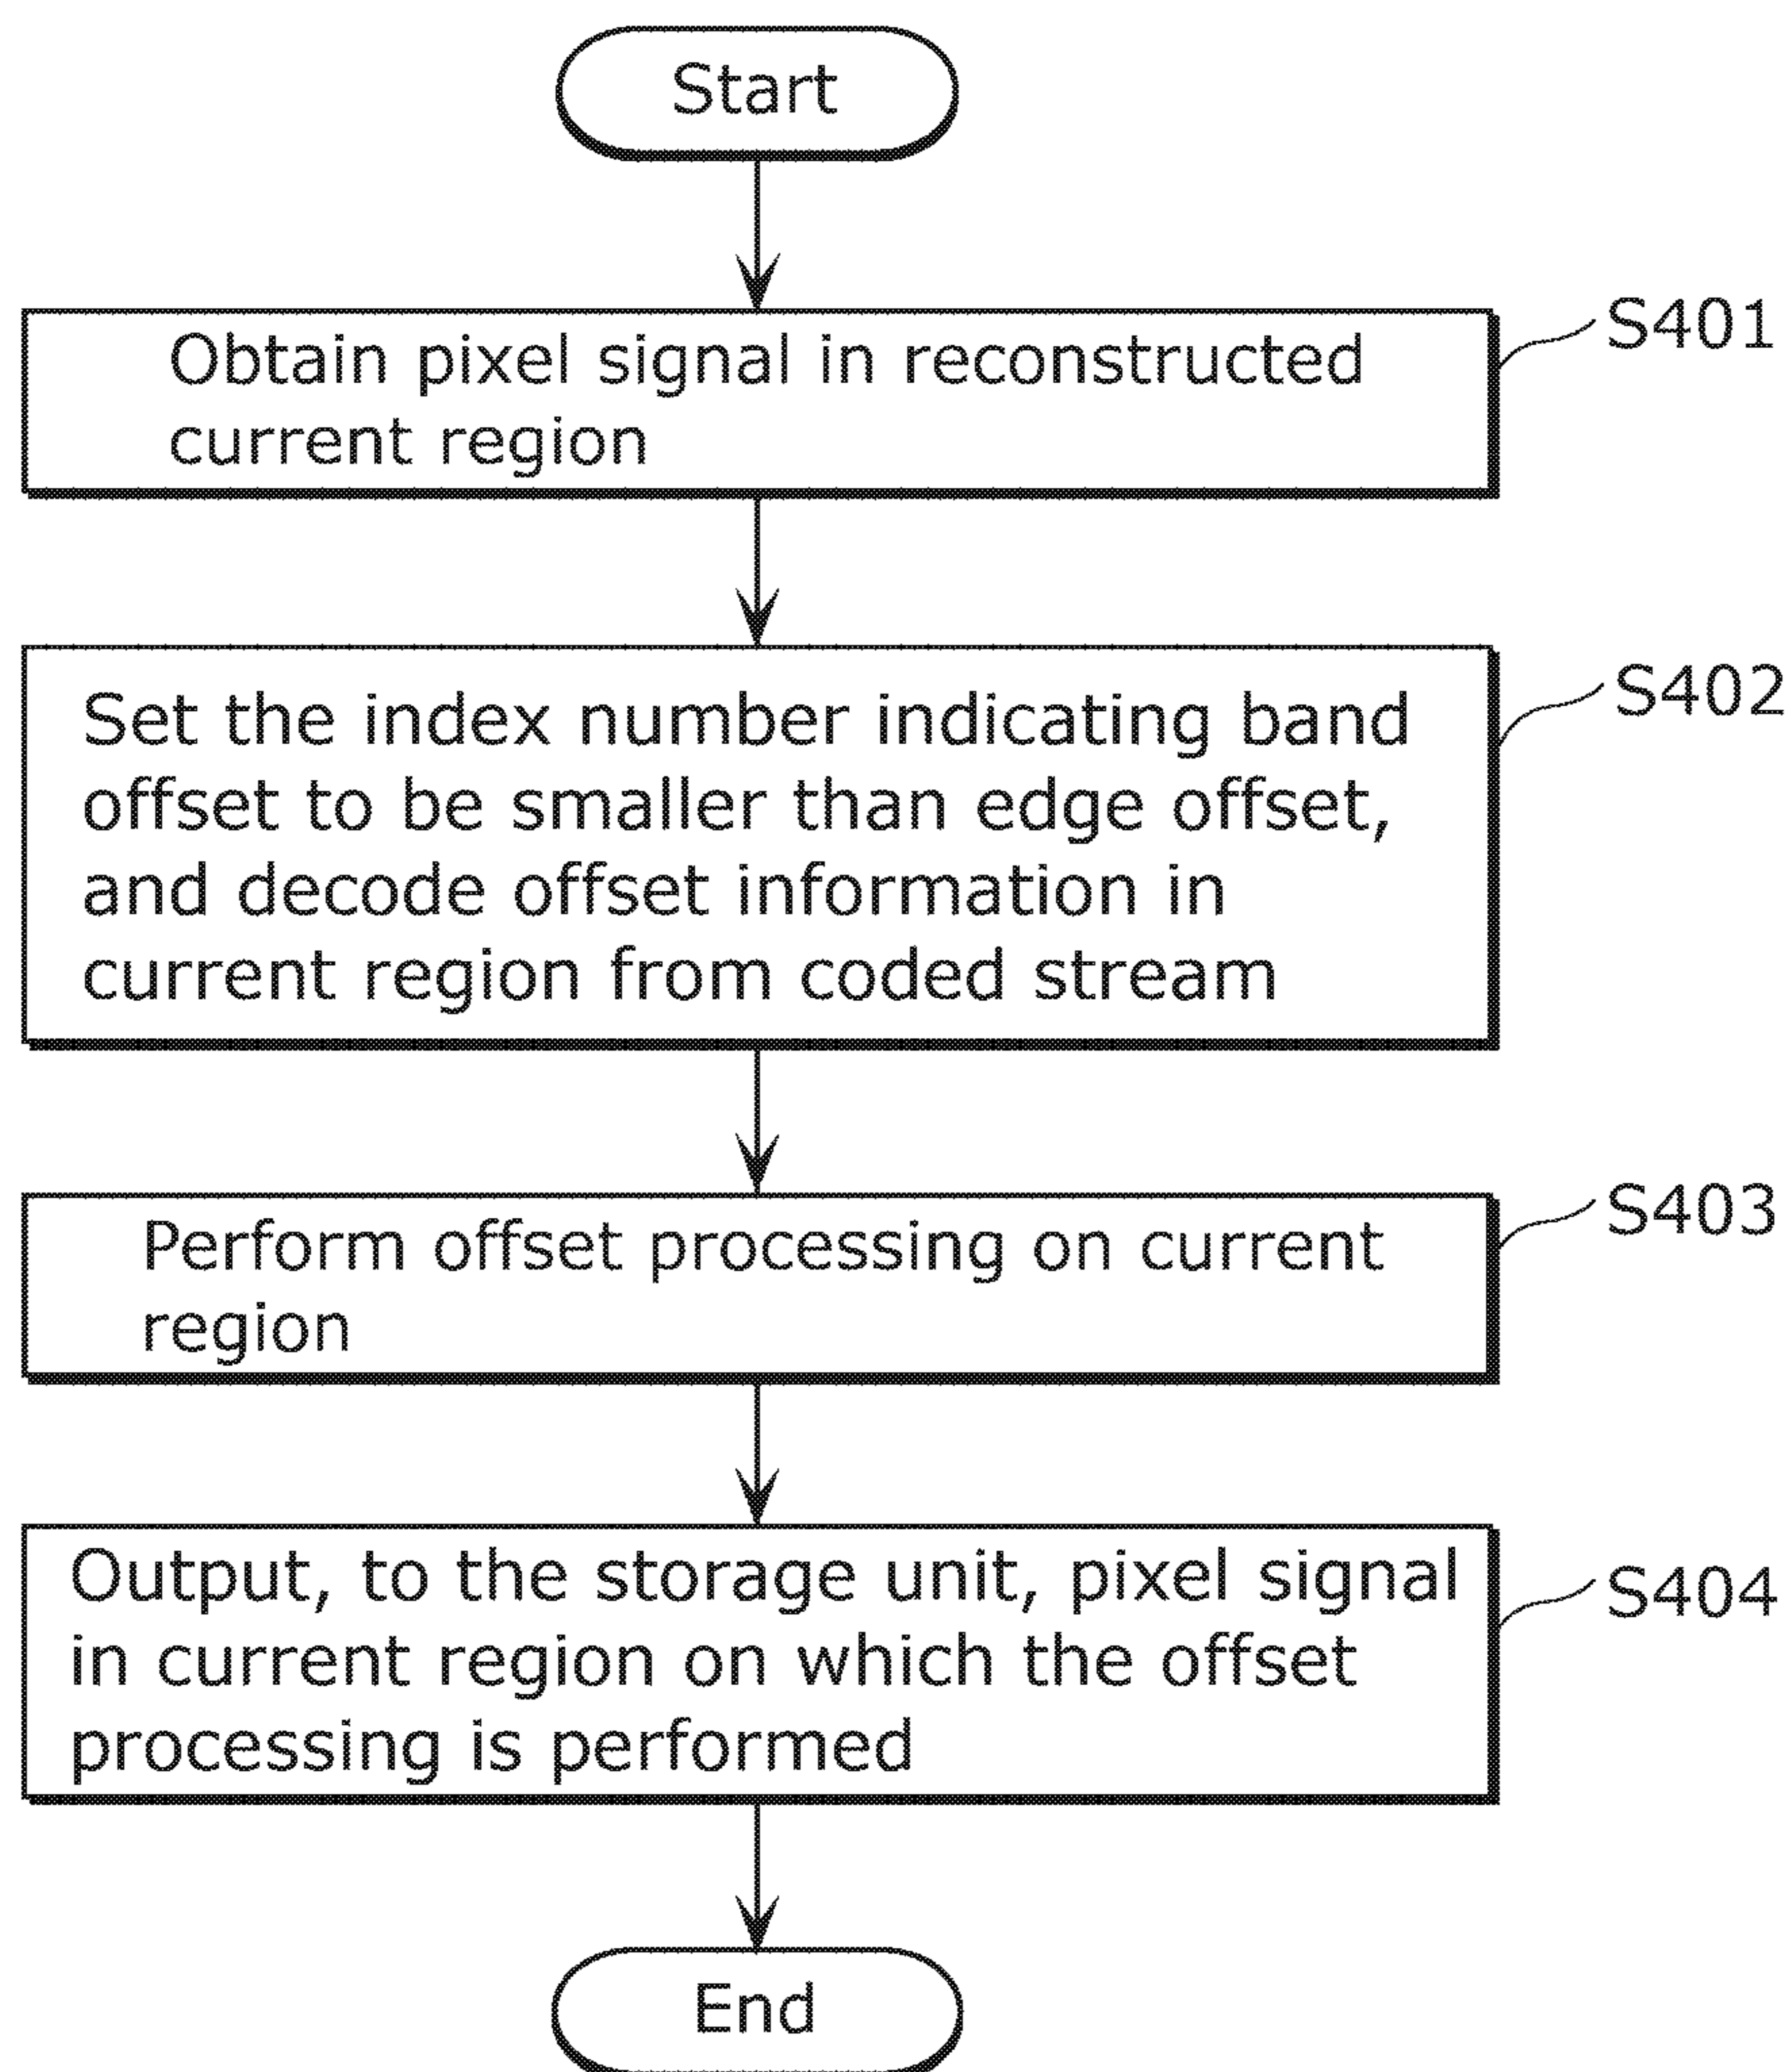 Start
Obtain pixel signal in reconstructed
current region
S401
Set the index number indicating band
offset to be smaller than edge offset,
and decode offset information in
current region from coded stream
S402
Perform offset processing on current
region
S403
Output, to the storage unit, pixel signal
in current region on which the offset
processing is performed
S404
End